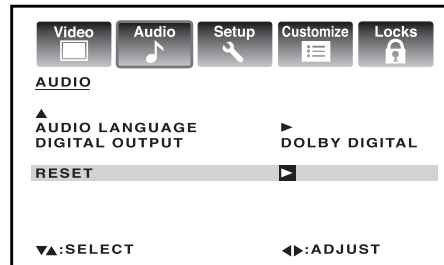 Video Audio Setup Customize Locks
AUDIO
▲
AUDIO LANGUAGE ▶
DIGITAL OUTPUT DOLBY DIGITAL
RESET ▶
▼▲:SELECT ◀▶:ADJUST